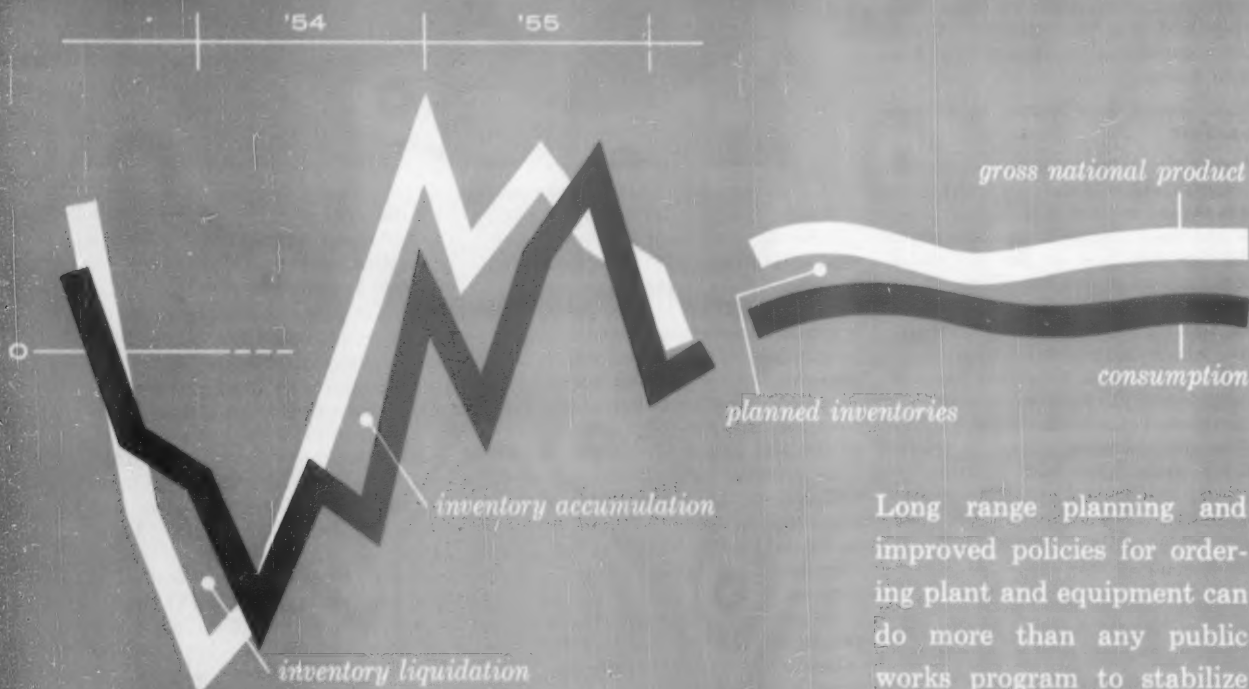 '54 '55
gross national product
consumption
planned inventories
inventory accumulation
inventory liquidation
Long range planning and
improved policies for order-
ing plant and equipment can
do more than any public
works program to stabilize